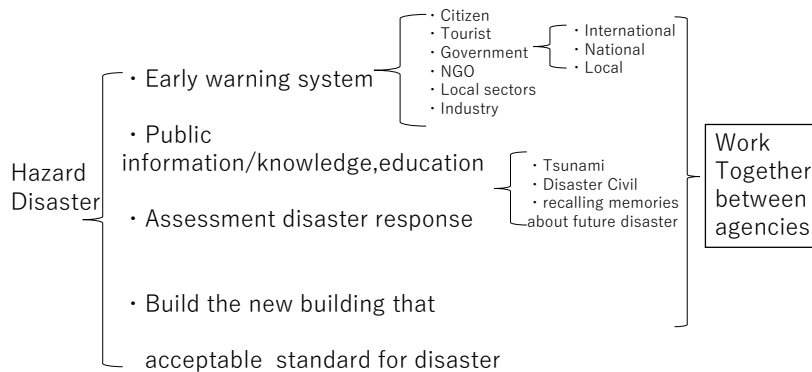 Hazard
Disaster
・Early warning system
・Citizen
・Tourist
・Government
・NGO
・Local sectors
・Industry
・International
・National
・Local
・Public
information/knowledge,education
・Tsunami
・Disaster Civil
・recalling memories
about future disaster
・Assessment disaster response
・Build the new building that
acceptable standard for disaster
Work
Together
between
agencies